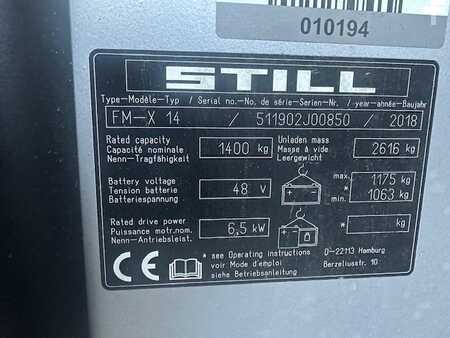 010194
STILL
Type-Modèle-Typ / Serial no.-No. de série-Serien-Nr. / year-année-Baujahr
FM-X 14 / 511902J00850 / 2018
Rated capacity
Capacité nominale
Nenn-Tragfähigkeit
1400 kg
Unladen mass
Masse à vide
Leergewicht
2616 kg
Battery voltage
Tension batterie
Batteriespannung
48 V
max. 1175 kg
*
min. 1063 kg
Rated drive power
Puissance motr.nom.
Nenn-Antriebsleist.
6,5 kW
* kg
CE
* see Operating instructions
voir Mode d'emploi
siehe Betriebsanleitung
D-22113 Hamburg
Berzeliusstr. 10